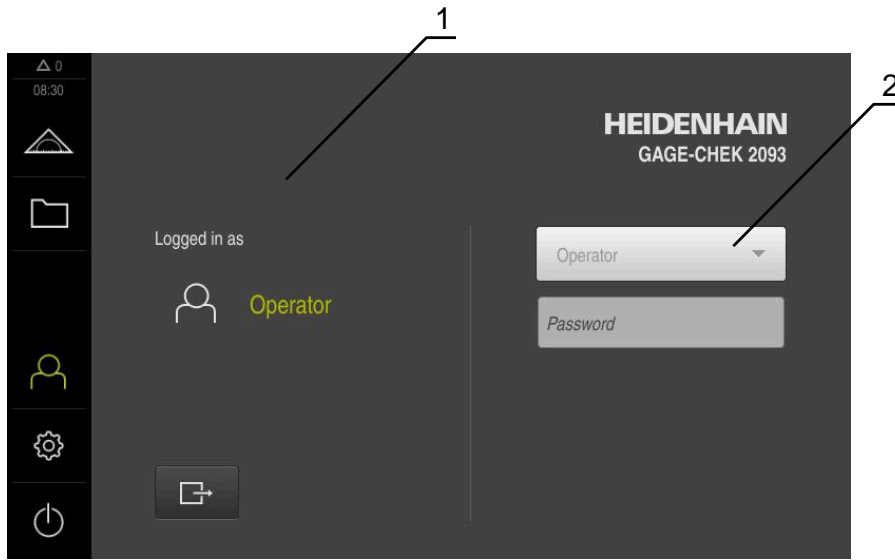 1
2
0
08:30
HEIDENHAIN
GAGE-CHEK 2093
Logged in as
Operator
Operator
Password